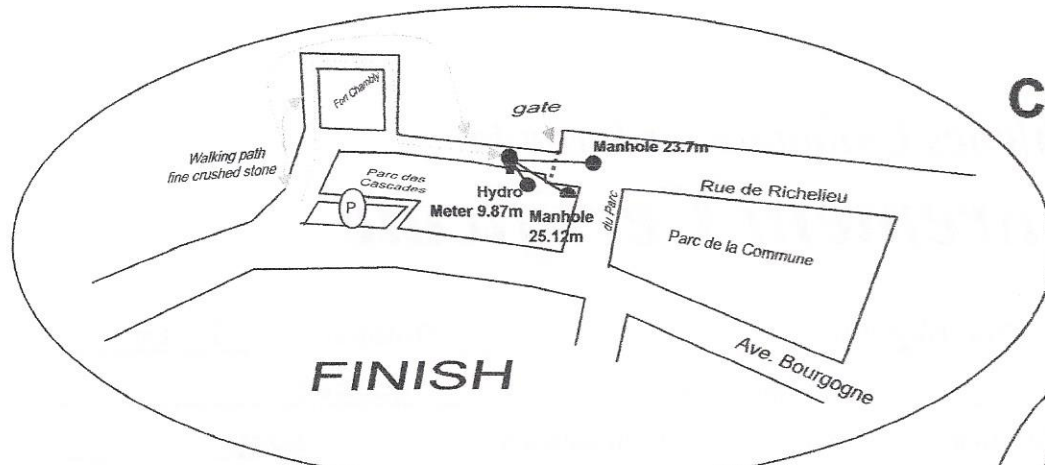 C
Fort Chambly
gate
Walking path
fine crushed stone
Manhole 23.7m
Parc des
Cascades
Hydro
Meter 9.87m
Manhole
25.12m
P
du Parc
Rue de Richelieu
Parc de la Commune
Ave. Bourgogne
FINISH